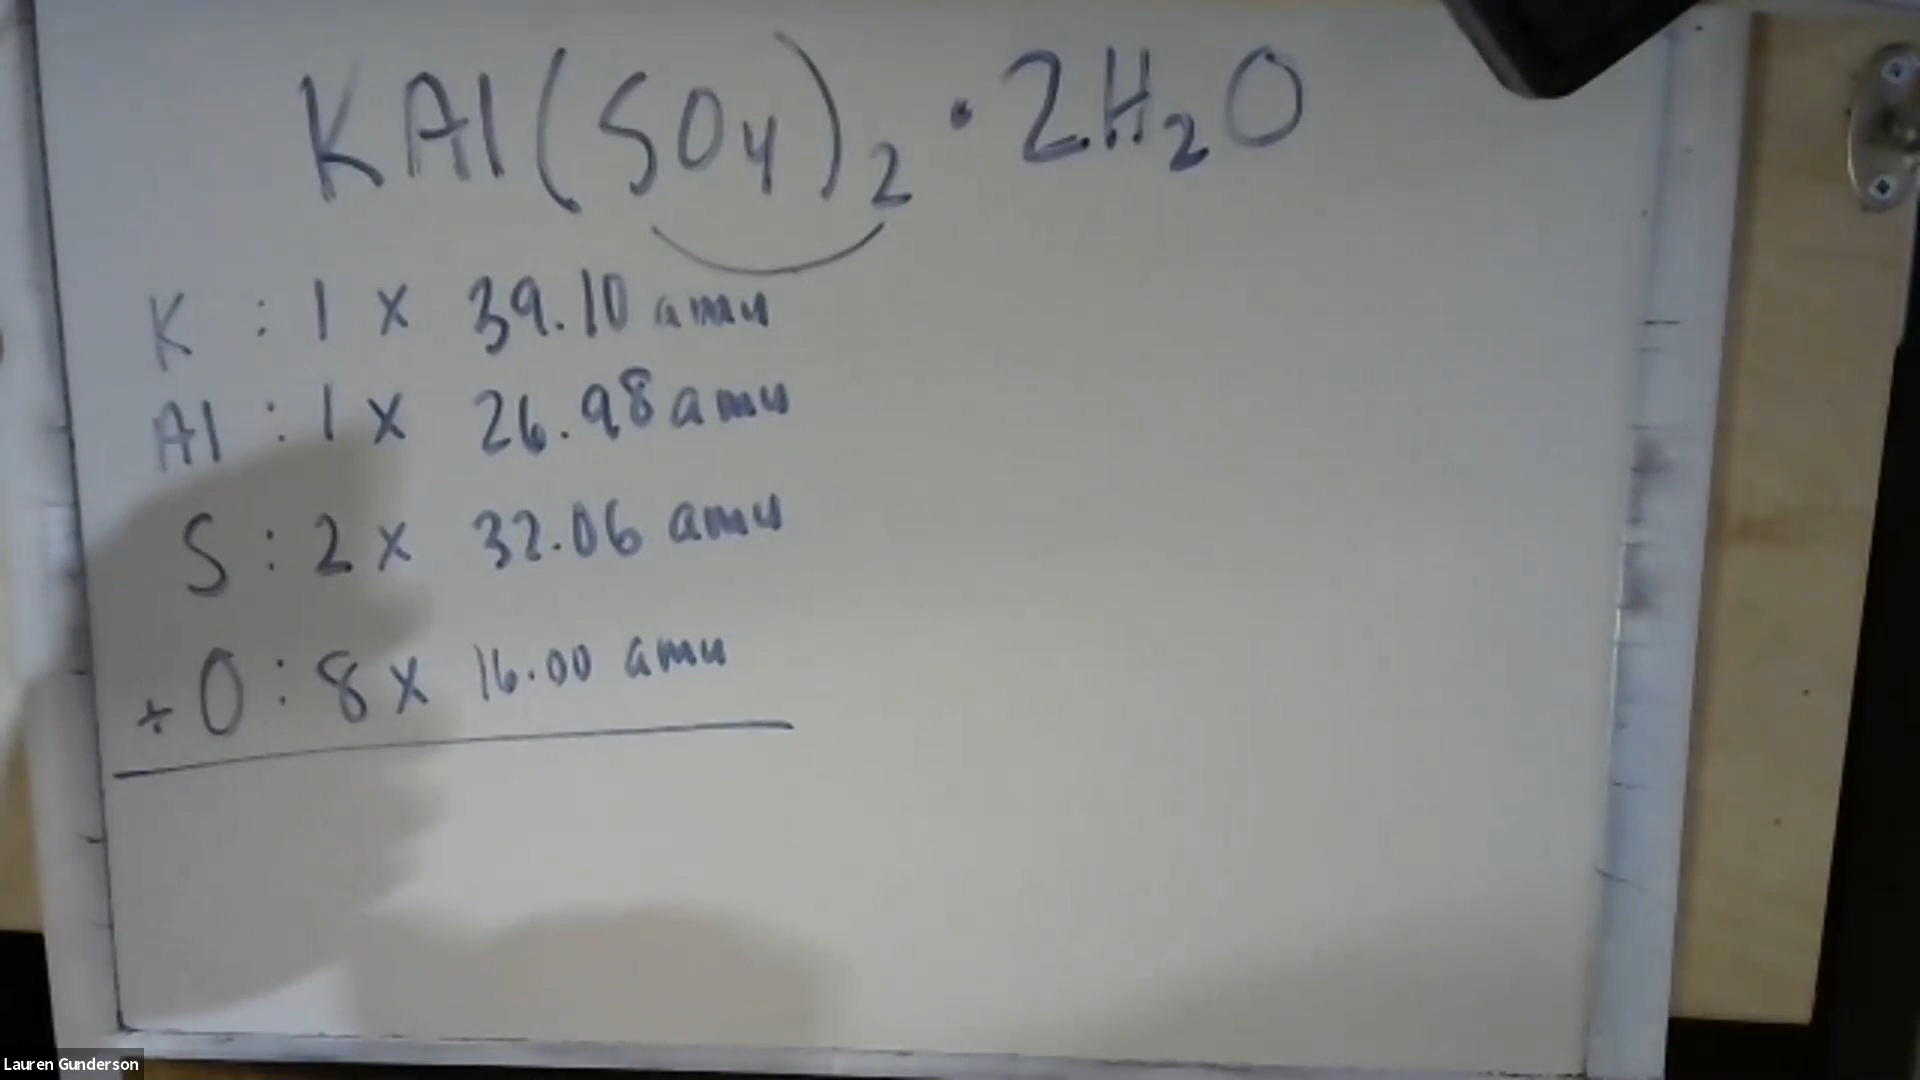 KAl(SO4)2 · 2H2O
K : 1 x 39.10 amu
Al : 1 x 26.98 amu
S : 2 x 32.06 amu
+ O : 8 x 16.00 amu
Lauren Gunderson